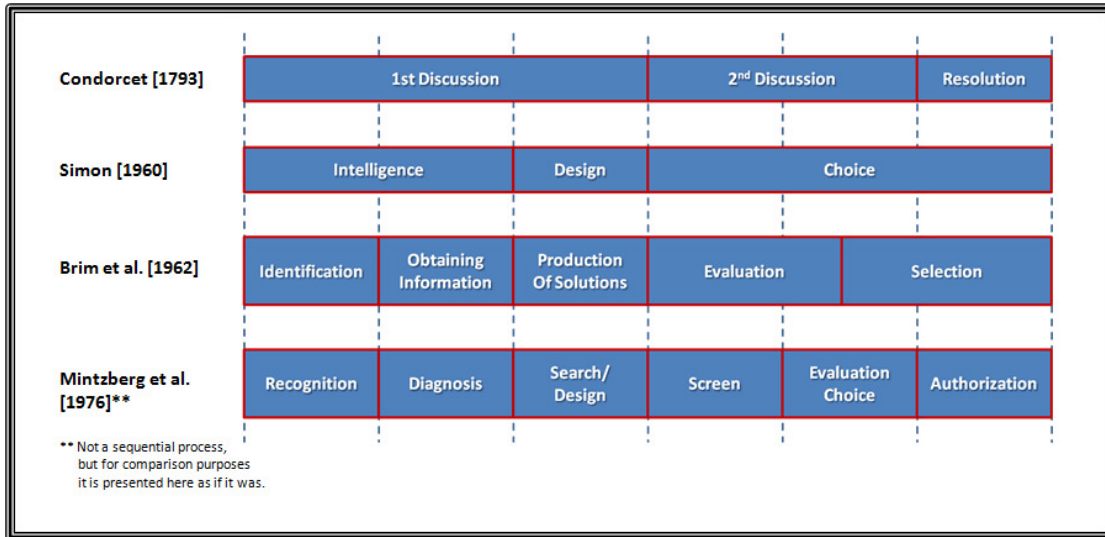 Condorcet [1793]
1st Discussion
2nd Discussion
Resolution
Simon [1960]
Intelligence
Design
Choice
Brim et al. [1962]
Identification
Obtaining
Information
Production
Of Solutions
Evaluation
Selection
Mintzberg et al.
[1976]**
Recognition
Diagnosis
Search/
Design
Screen
Evaluation
Choice
Authorization
** Not a sequential process,
but for comparison purposes
it is presented here as if it was.